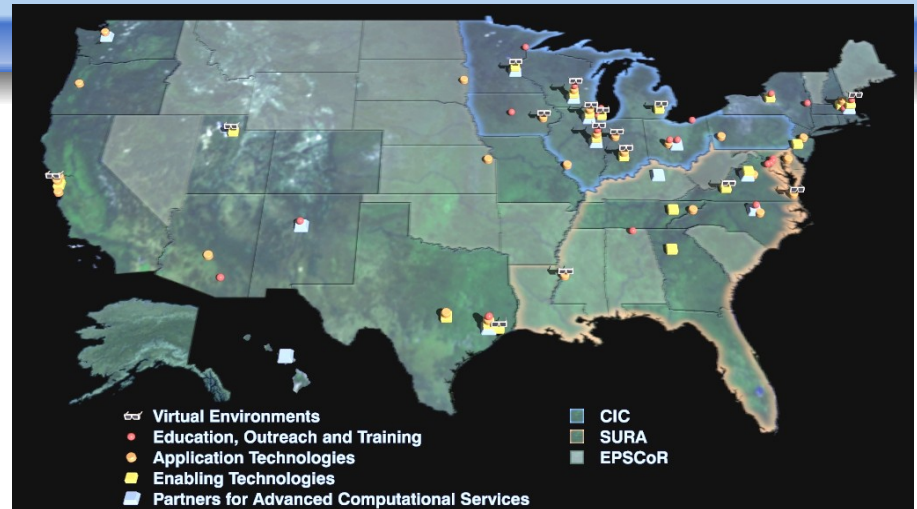 Virtual Environments
Education, Outreach and Training
Application Technologies
Enabling Technologies
Partners for Advanced Computational Services
CIC
SURA
EPSCoR